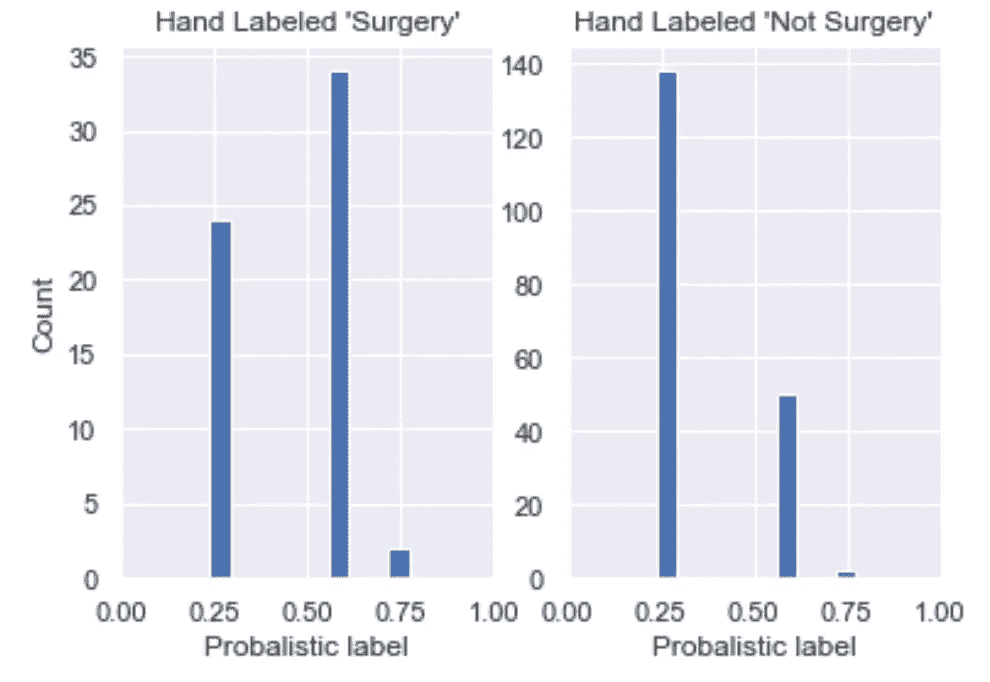 Hand Labeled 'Surgery'
Hand Labeled 'Not Surgery'
35
30
25
20
15
10
5
0
Count
0.00 0.25 0.50 0.75 1.00
Probalistic label
140
120
100
80
60
40
20
0
0.00 0.25 0.50 0.75 1.00
Probalistic label